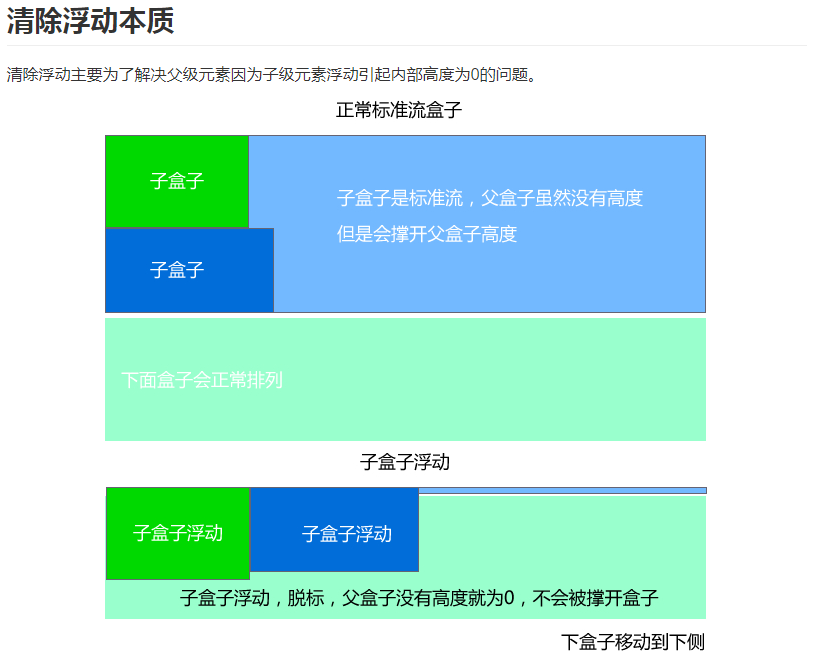 清除浮动本质
清除浮动主要为了解决父级元素因为子级元素浮动引起内部高度为0的问题。
正常标准流盒子
子盒子
子盒子是标准流，父盒子虽然没有高度
但是会撑开父盒子高度
子盒子
下面盒子会正常排列
子盒子浮动
子盒子浮动
子盒子浮动
子盒子浮动，脱标，父盒子没有高度就为0，不会被撑开盒子
下盒子移动到下侧